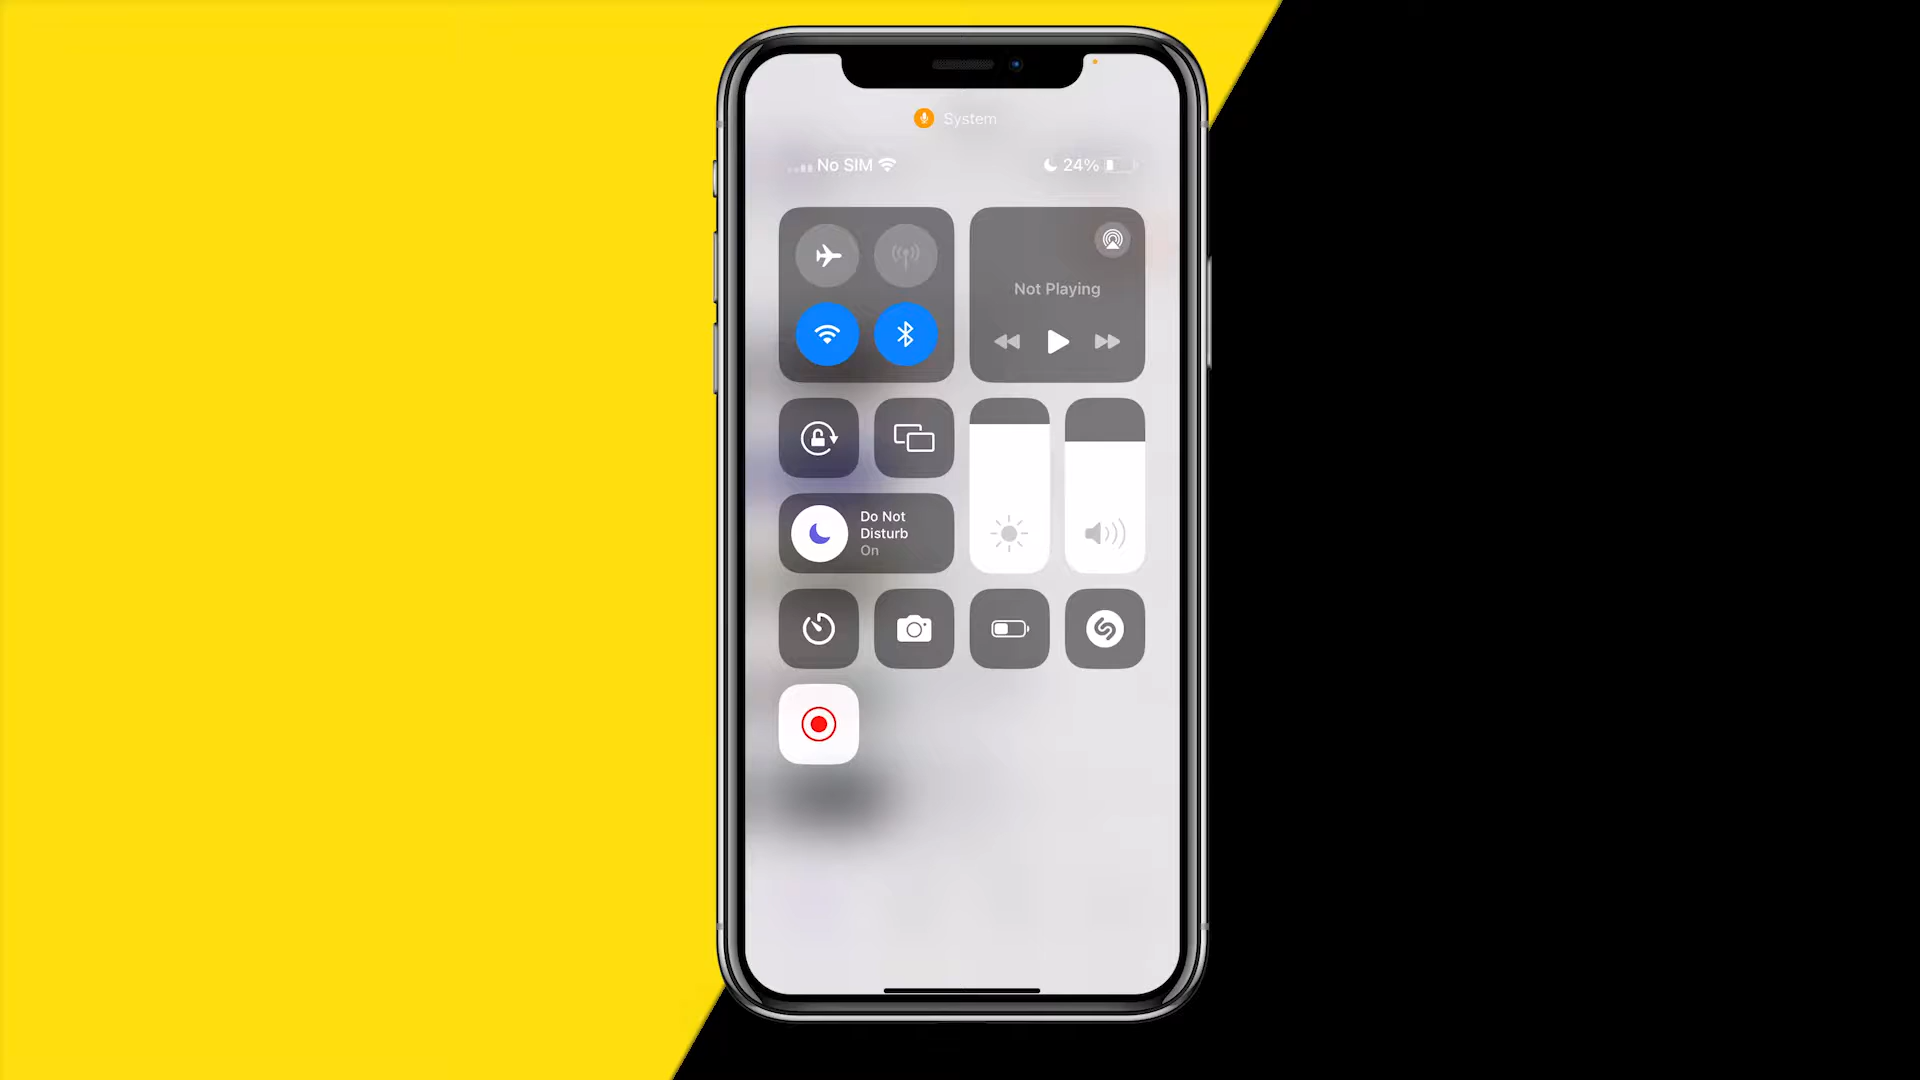 System
No SIM
24%
Not Playing
Do Not
Disturb
On